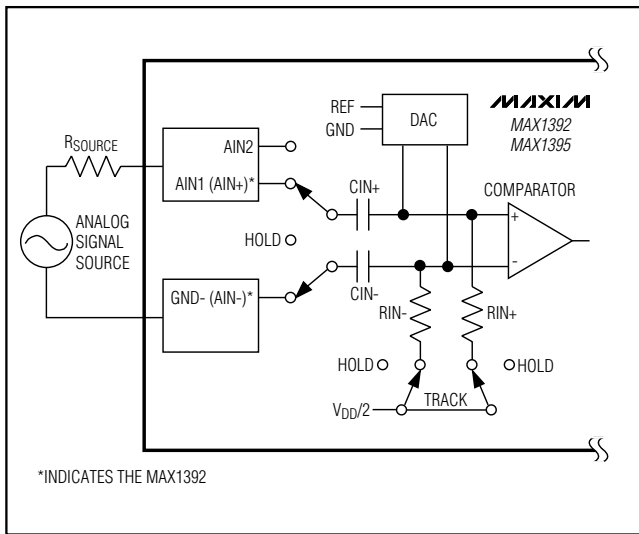 REF
GND
DAC
MAXIM
MAX1392
MAX1395
RSOURCE
AIN2
AIN1 (AIN+)*
CIN+
COMPARATOR
+
-
ANALOG
SIGNAL
SOURCE
HOLD
GND- (AIN-)*
CIN-
RIN-
RIN+
HOLD
HOLD
VDD/2
TRACK
*INDICATES THE MAX1392